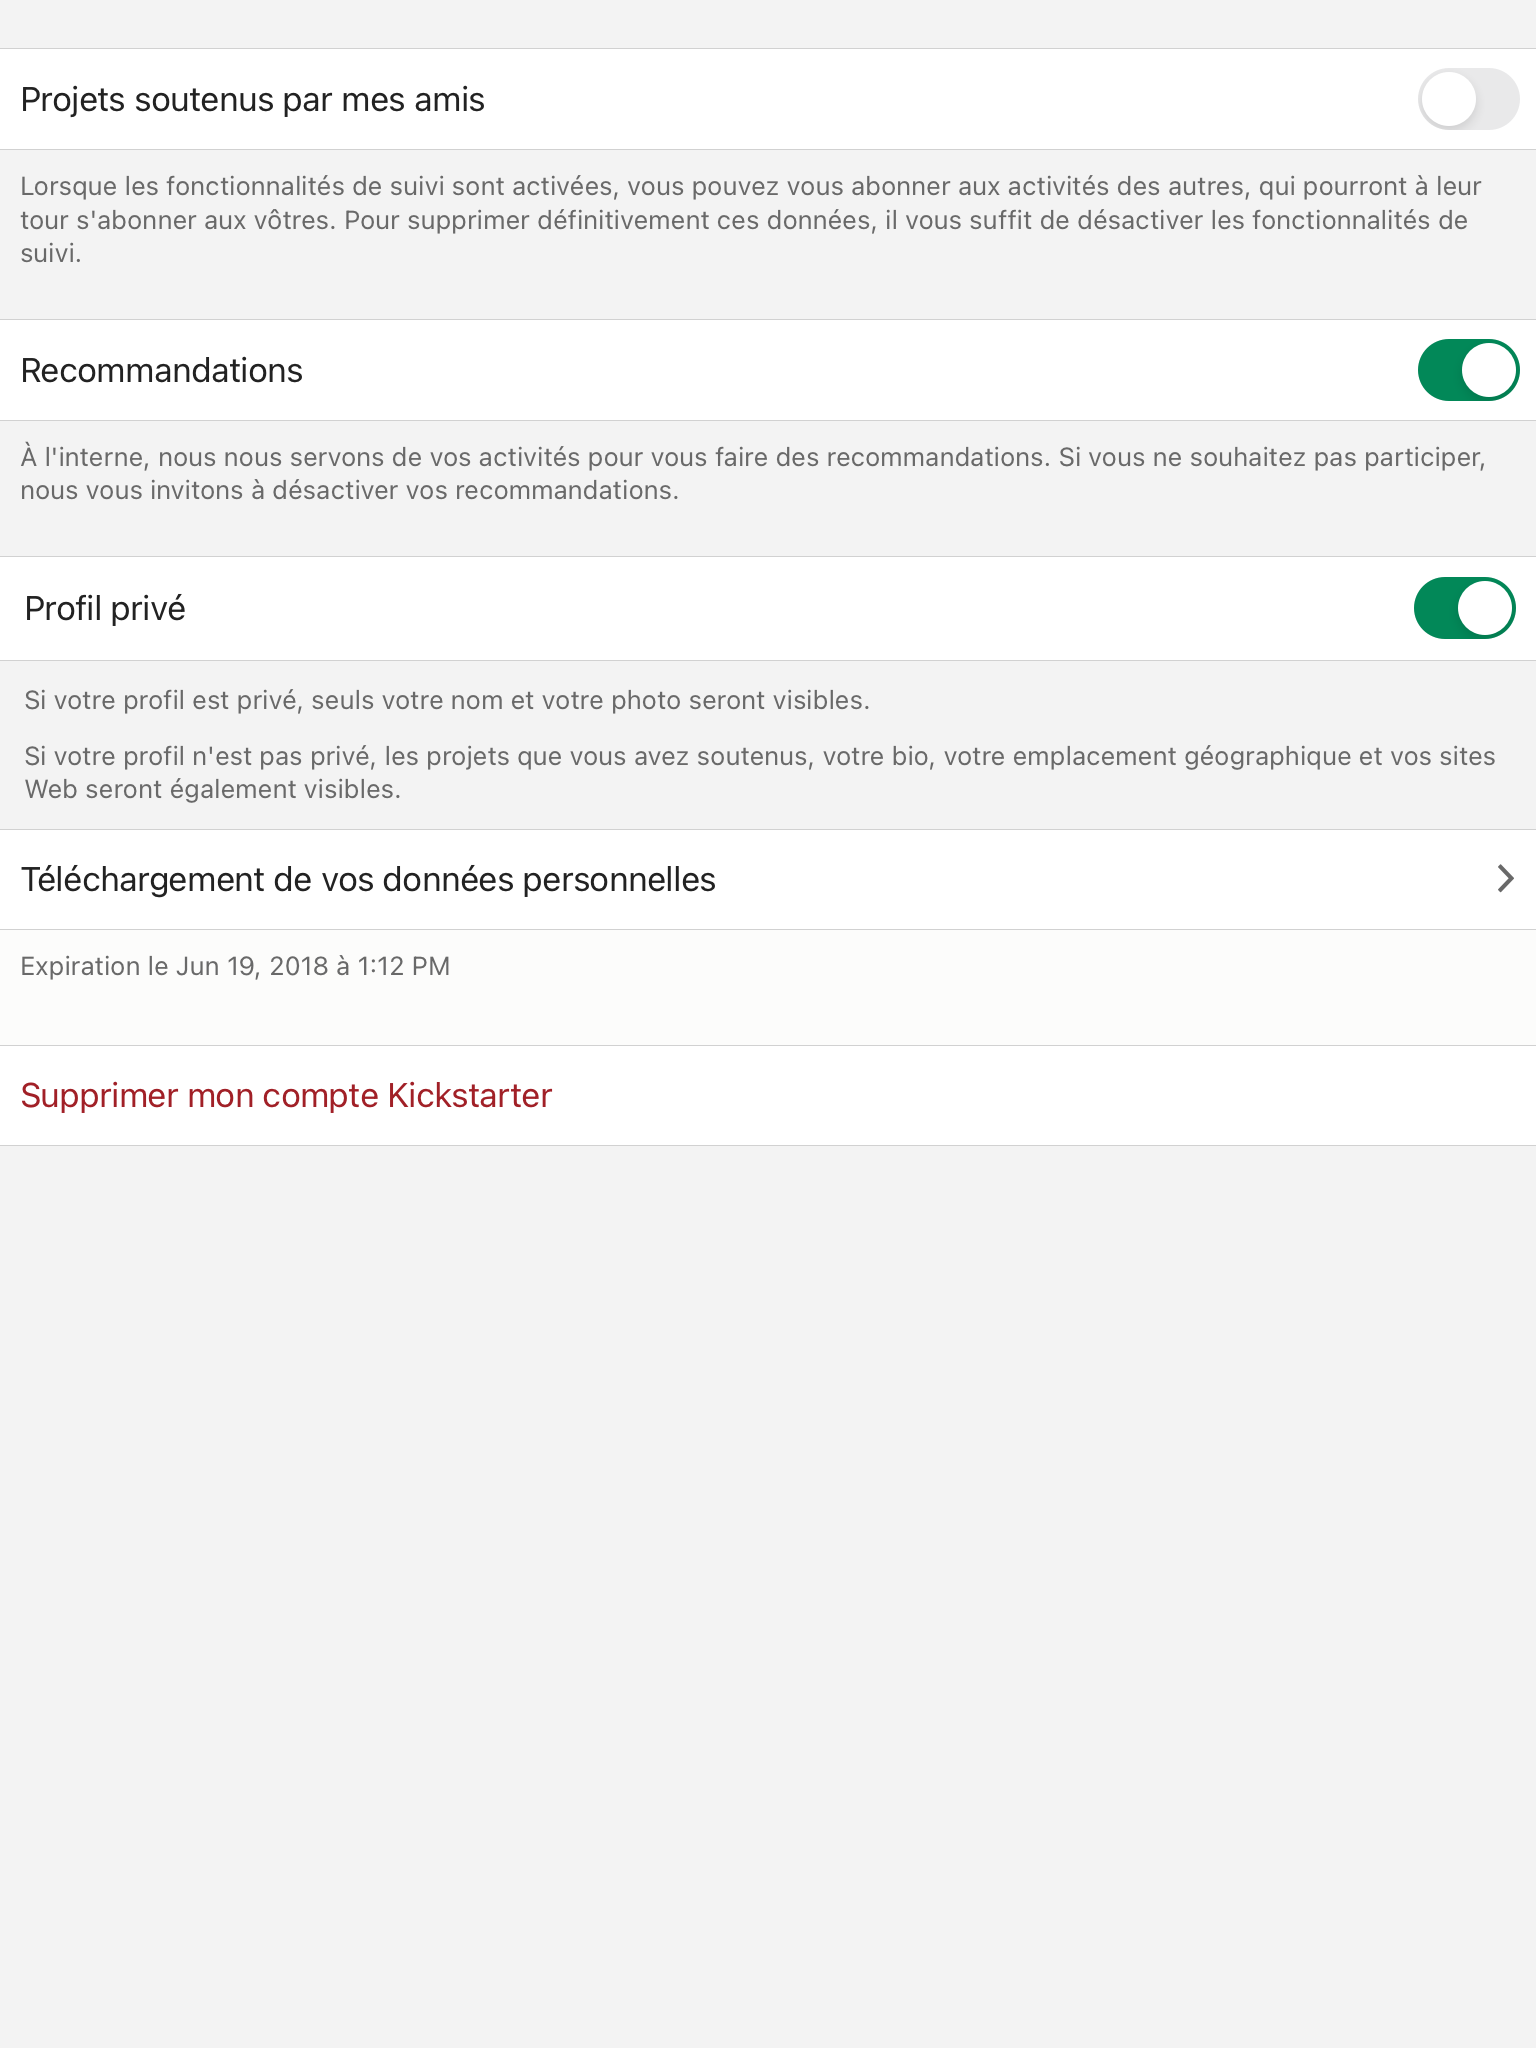 Projets soutenus par mes amis
Lorsque les fonctionnalités de suivi sont activées, vous pouvez vous abonner aux activités des autres, qui pourront à leur
tour s'abonner aux vôtres. Pour supprimer définitivement ces données, il vous suffit de désactiver les fonctionnalités de
suivi.
Recommandations
À l'interne, nous nous servons de vos activités pour vous faire des recommandations. Si vous ne souhaitez pas participer,
nous vous invitons à désactiver vos recommandations.
Profil privé
Si votre profil est privé, seuls votre nom et votre photo seront visibles.
Si votre profil n'est pas privé, les projets que vous avez soutenus, votre bio, votre emplacement géographique et vos sites
Web seront également visibles.
Téléchargement de vos données personnelles
Expiration le Jun 19, 2018 à 1:12 PM
Supprimer mon compte Kickstarter